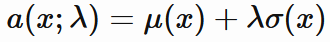 a(x; λ) = μ(x) + λσ(x)